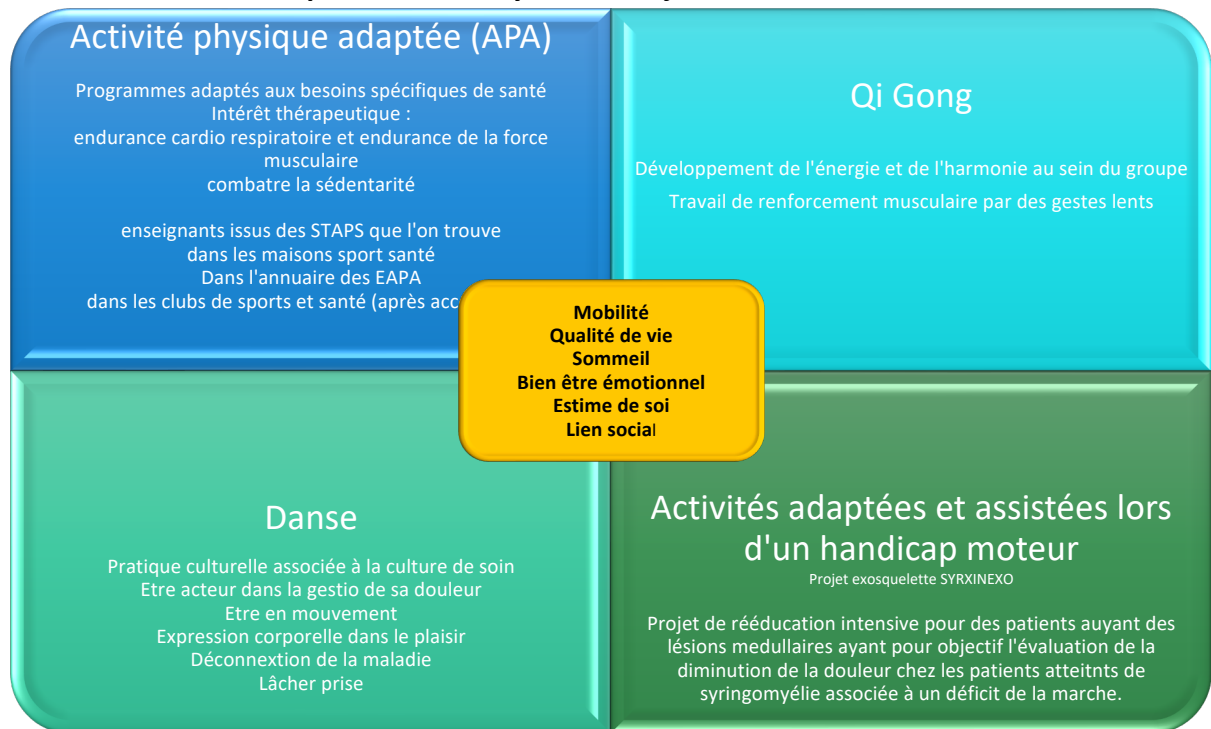 Activité physique adaptée (APA)
Programmes adaptés aux besoins spécifiques de santé
Intérêt thérapeutique :
endurance cardio respiratoire et endurance de la force
musculaire
combatre la sédentarité
enseignants issus des STAPS que l'on trouve
dans les maisons sport santé
Dans l'annuaire des EAPA
dans les clubs de sports et santé (après
Qi Gong
Développement de l'énergie et de l'harmonie au sein du groupe
Travail de renforcement musculaire par des gestes lents
Mobilité
Qualité de vie
Sommeil
Bien être émotionnel
Estime de soi
Lien social
Danse
Pratique culturelle associée à la culture de soin
Etre acteur dans la gestio de sa douleur
Etre en mouvement
Expression corporelle dans le plaisir
Déconnextion de la maladie
Lâcher prise
Activités adaptées et assistées lors
d'un handicap moteur
Projet exosquelette SYRXINEXO
Projet de rééducation intensive pour des patients auyant des
lésions medullaires ayant pour objectif l'évaluation de la
diminution de la douleur chez les patients atteitnts de
syringomyélie associée à un déficit de la marche.